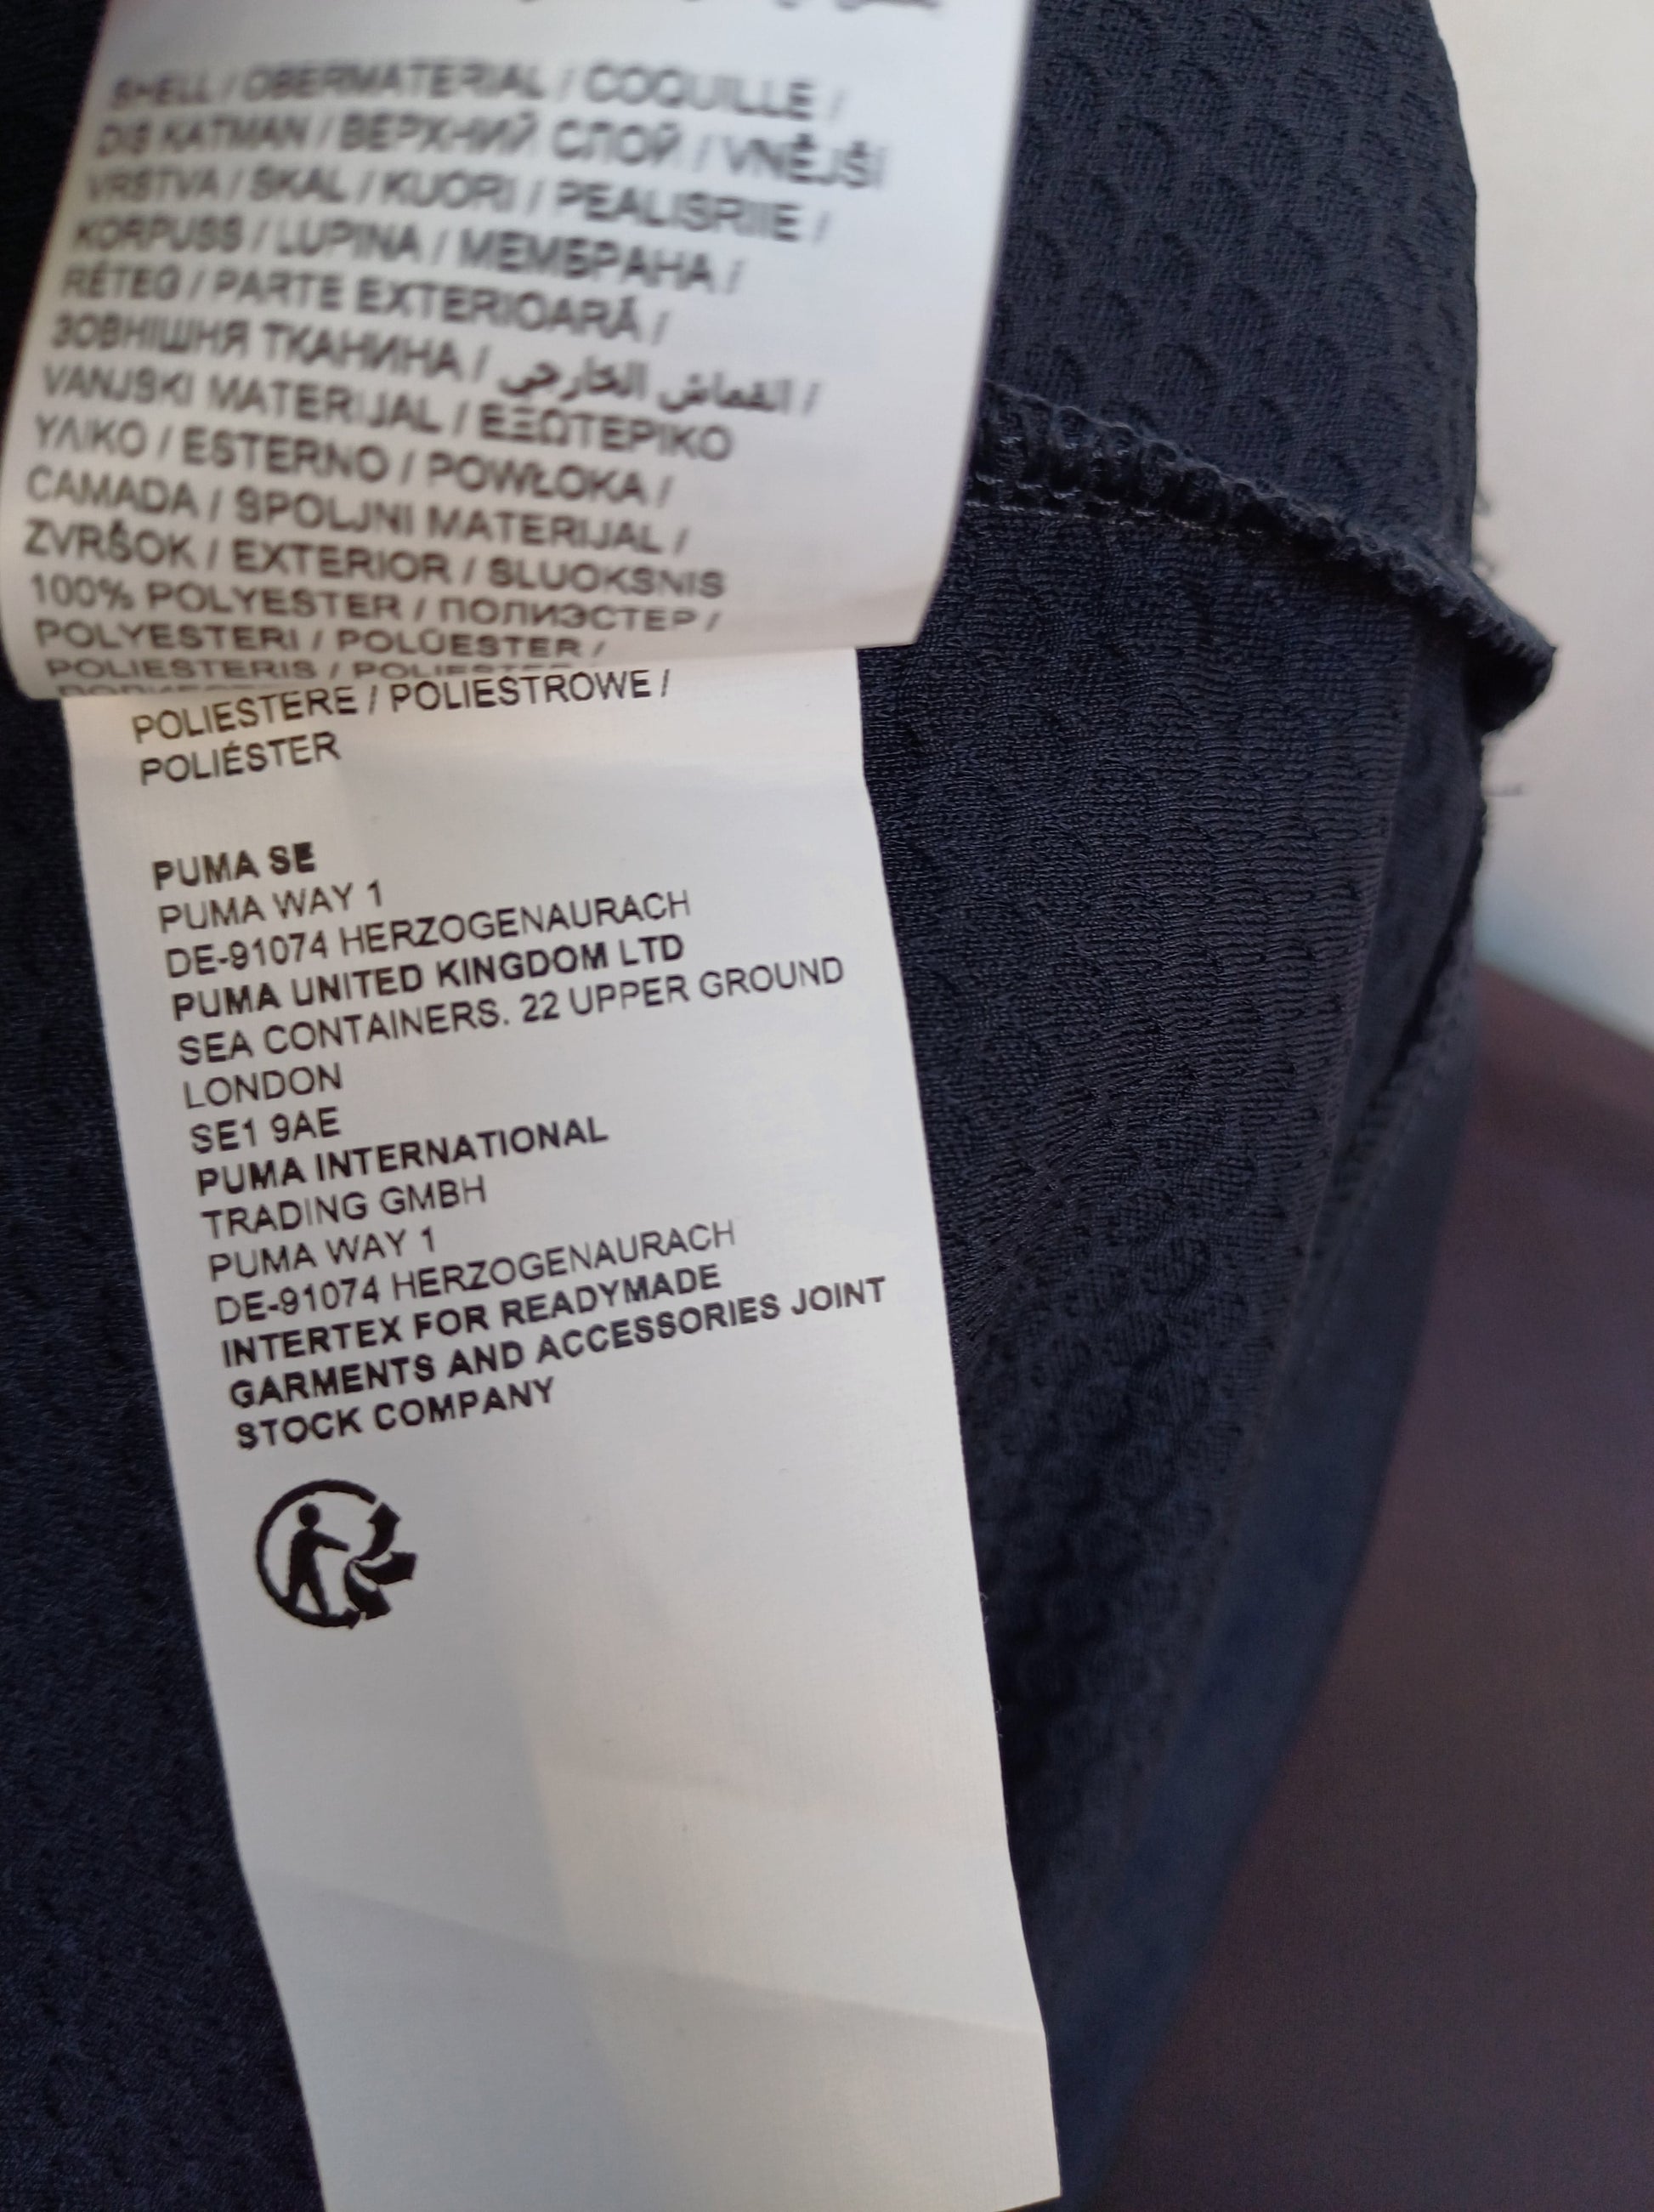 SHELL / OBERMATERIAL / COQUILLE /
DIŞ KATMAN / ВЕРХНИЙ СЛОЙ / VNĚJŠÍ
VRSTVA / SKAL / KUORI / PEALISRIIE /
KORPUSS / LUPINA / МЕМБРАНА /
RÉTEG / PARTE EXTERIOARĂ /
ЗОВНІШНЯ ТКАНИНА / القماش الخارجي /
VANJSKI MATERIJAL / ΕΞΩΤΕΡΙΚΟ
ΥΛΙΚΟ / ESTERNO / POWŁOKA /
CAMADA / SPOLJNI MATERIJAL /
ZVRŠOK / EXTERIOR / SLUOKSNIS
100% POLYESTER / ПОЛИЭСТЕР /
POLYESTERI / POLÜESTER /
POLIESTERIS /
POLIESTERE / POLIESTROWE /
POLIÉSTER
PUMA SE
PUMA WAY 1
DE-91074 HERZOGENAURACH
PUMA UNITED KINGDOM LTD
SEA CONTAINERS. 22 UPPER GROUND
LONDON
SE1 9AE
PUMA INTERNATIONAL
TRADING GMBH
PUMA WAY 1
DE-91074 HERZOGENAURACH
INTERTEX FOR READYMADE
GARMENTS AND ACCESSORIES JOINT
STOCK COMPANY